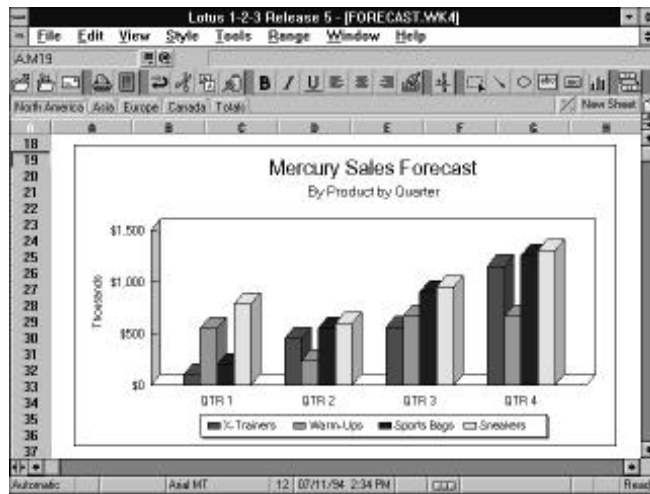 Lotus 1-2-3 Release 5 - [FORECAST.WK4]
File Edit View Style Tools Range Window Help
A:M19
B I U
North America Asia Europe Canada Totals New Sheet
A A B C D E F G H
18
19
20
21
22
23
24
25
26
27
28
29
30
31
32
33
34
35
36
37
Mercury Sales Forecast
By Product by Quarter
Thousands
$1,500
$1,000
$500
$0
QTR 1 QTR 2 QTR 3 QTR 4
X-Trainers Warm-Ups Sports Bags Sneakers
Automatic Arial MT 12 07/11/94 2:34 PM Read